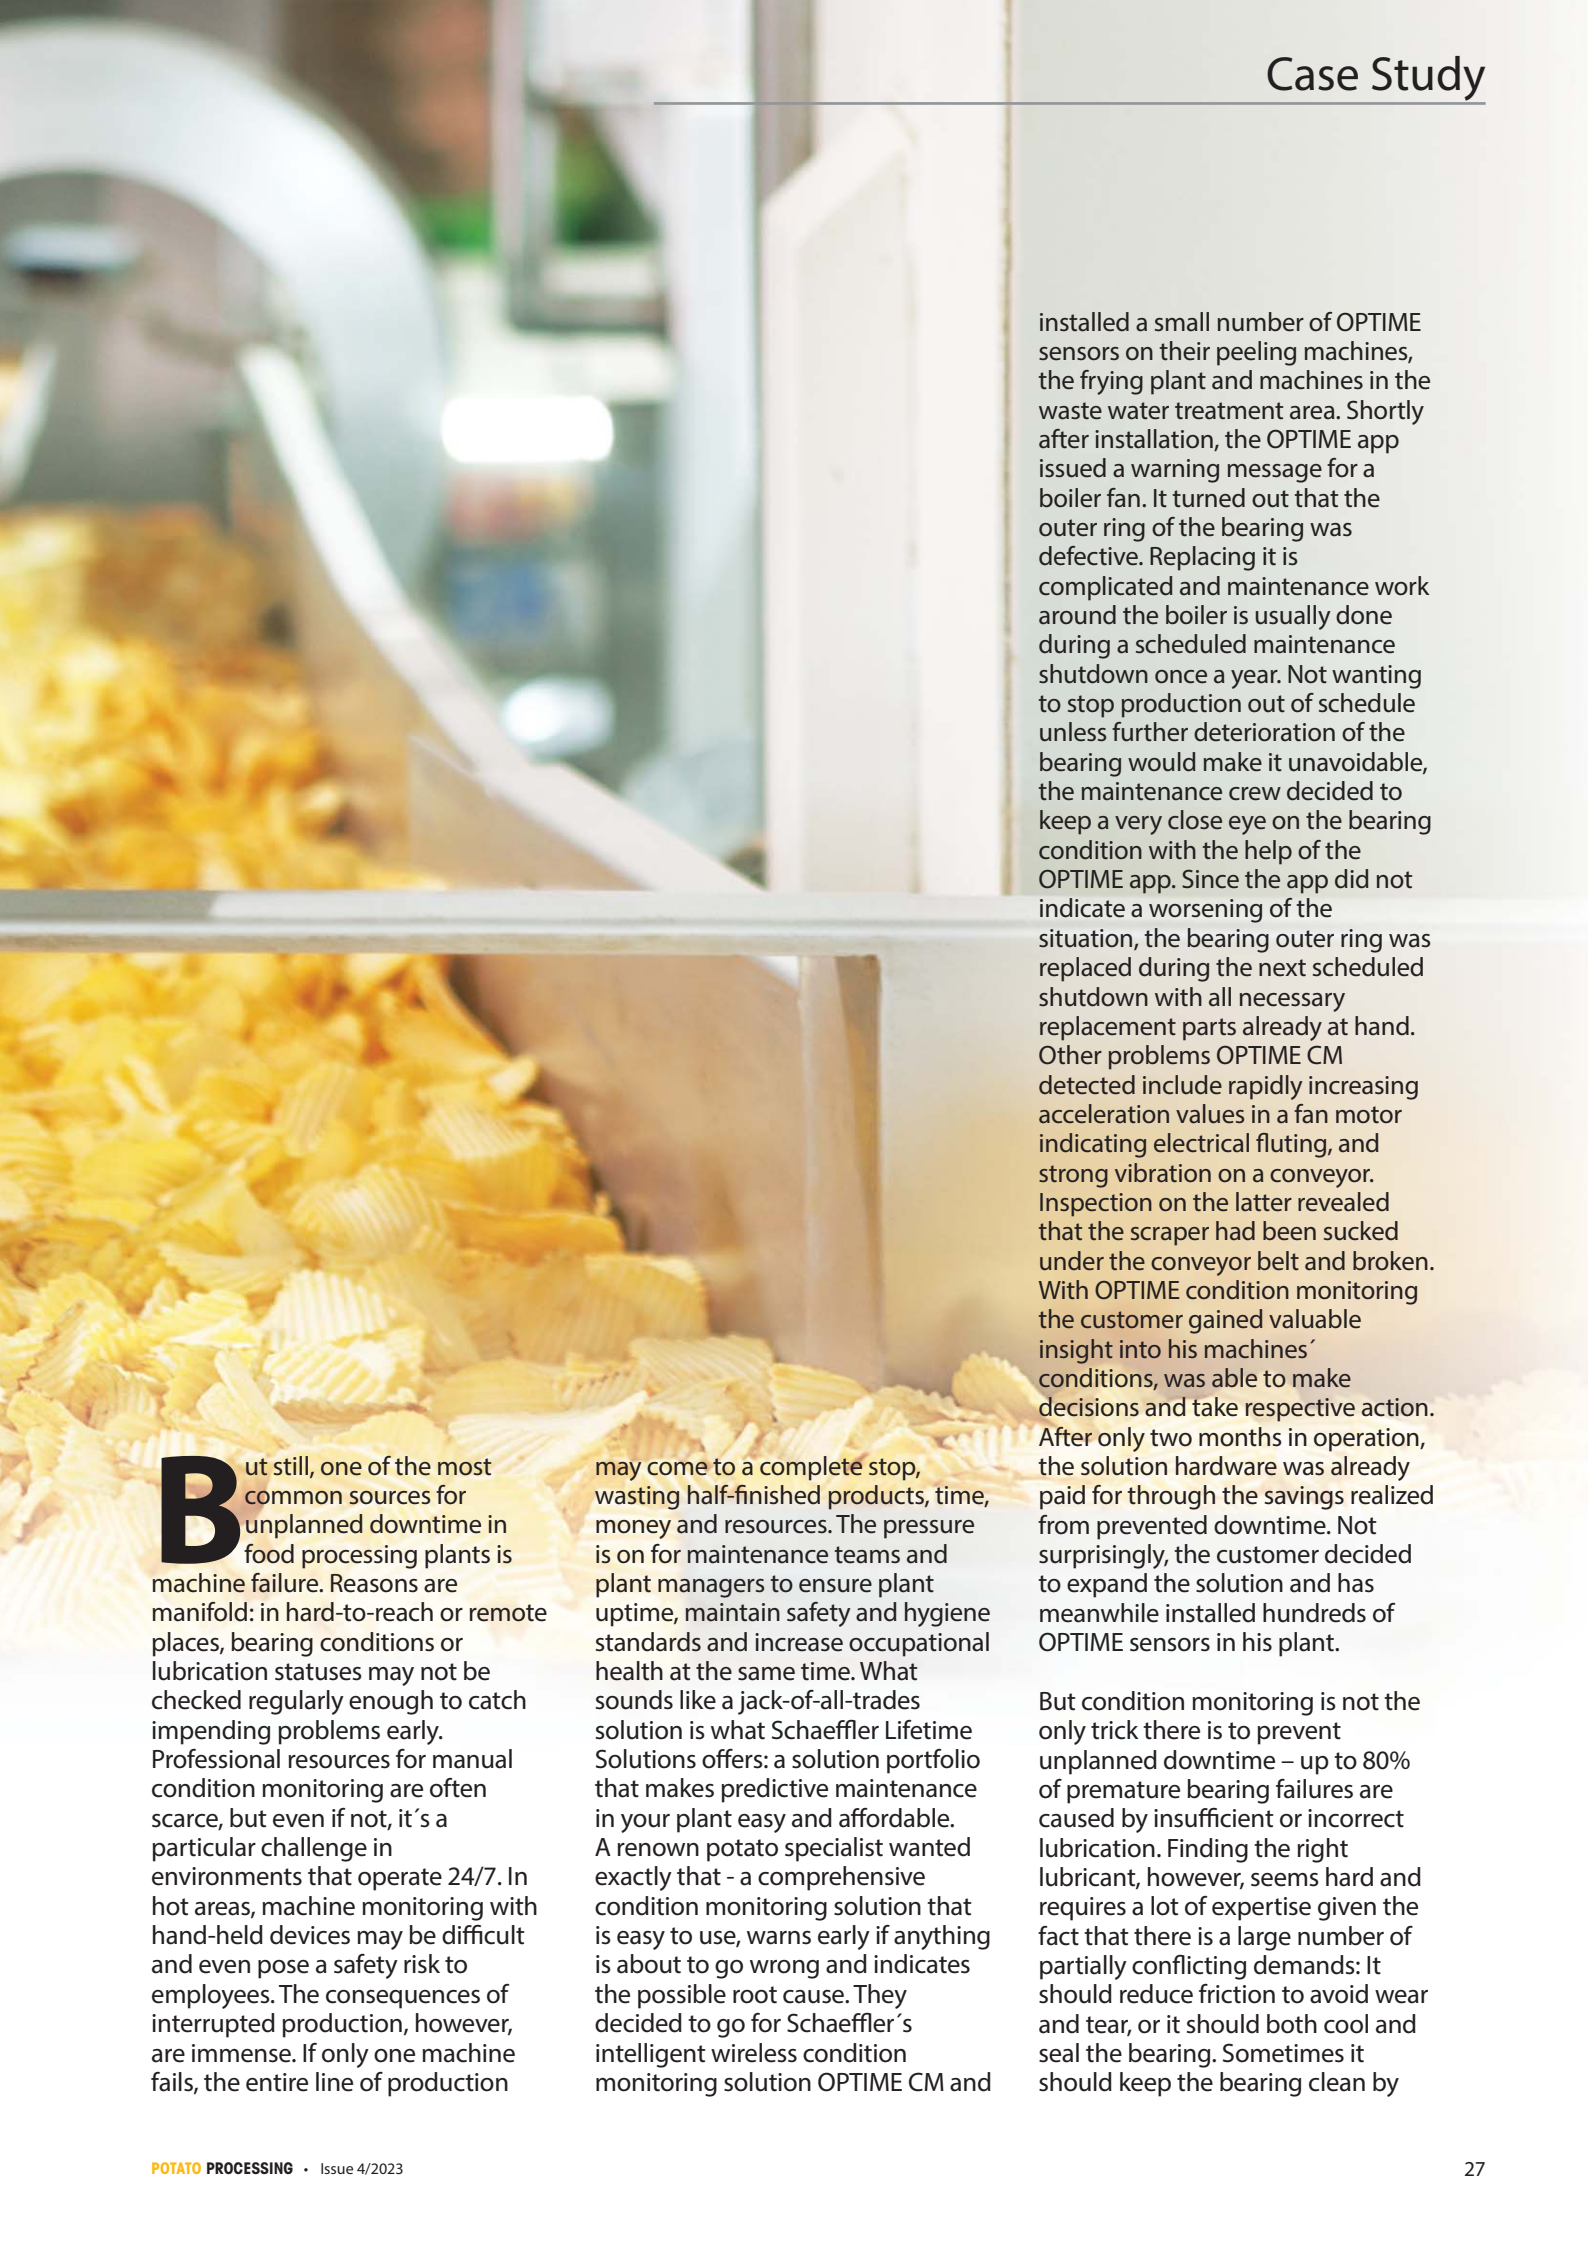 Case Study
But still, one of the most
common sources for
unplanned downtime in
food processing plants is
machine failure. Reasons are
manifold: in hard-to-reach or remote
places, bearing conditions or
lubrication statuses may not be
checked regularly enough to catch
impending problems early.
Professional resources for manual
condition monitoring are often
scarce, but even if not, it´s a
particular challenge in
environments that operate 24/7. In
hot areas, machine monitoring with
hand-held devices may be difficult
and even pose a safety risk to
employees. The consequences of
interrupted production, however,
are immense. If only one machine
fails, the entire line of production
may come to a complete stop,
wasting half-finished products, time,
money and resources. The pressure
is on for maintenance teams and
plant managers to ensure plant
uptime, maintain safety and hygiene
standards and increase occupational
health at the same time. What
sounds like a jack-of-all-trades
solution is what Schaeffler Lifetime
Solutions offers: a solution portfolio
that makes predictive maintenance
in your plant easy and affordable.
A renown potato specialist wanted
exactly that - a comprehensive
condition monitoring solution that
is easy to use, warns early if anything
is about to go wrong and indicates
the possible root cause. They
decided to go for Schaeffler´s
intelligent wireless condition
monitoring solution OPTIME CM and
installed a small number of OPTIME
sensors on their peeling machines,
the frying plant and machines in the
waste water treatment area. Shortly
after installation, the OPTIME app
issued a warning message for a
boiler fan. It turned out that the
outer ring of the bearing was
defective. Replacing it is
complicated and maintenance work
around the boiler is usually done
during a scheduled maintenance
shutdown once a year. Not wanting
to stop production out of schedule
unless further deterioration of the
bearing would make it unavoidable,
the maintenance crew decided to
keep a very close eye on the bearing
condition with the help of the
OPTIME app. Since the app did not
indicate a worsening of the
situation, the bearing outer ring was
replaced during the next scheduled
shutdown with all necessary
replacement parts already at hand.
Other problems OPTIME CM
detected include rapidly increasing
acceleration values in a fan motor
indicating electrical fluting, and
strong vibration on a conveyor.
Inspection on the latter revealed
that the scraper had been sucked
under the conveyor belt and broken.
With OPTIME condition monitoring
the customer gained valuable
insight into his machines´
conditions, was able to make
decisions and take respective action.
After only two months in operation,
the solution hardware was already
paid for through the savings realized
from prevented downtime. Not
surprisingly, the customer decided
to expand the solution and has
meanwhile installed hundreds of
OPTIME sensors in his plant.
But condition monitoring is not the
only trick there is to prevent
unplanned downtime – up to 80%
of premature bearing failures are
caused by insufficient or incorrect
lubrication. Finding the right
lubricant, however, seems hard and
requires a lot of expertise given the
fact that there is a large number of
partially conflicting demands: It
should reduce friction to avoid wear
and tear, or it should both cool and
seal the bearing. Sometimes it
should keep the bearing clean by
POTATO PROCESSING • Issue 4/2023
27